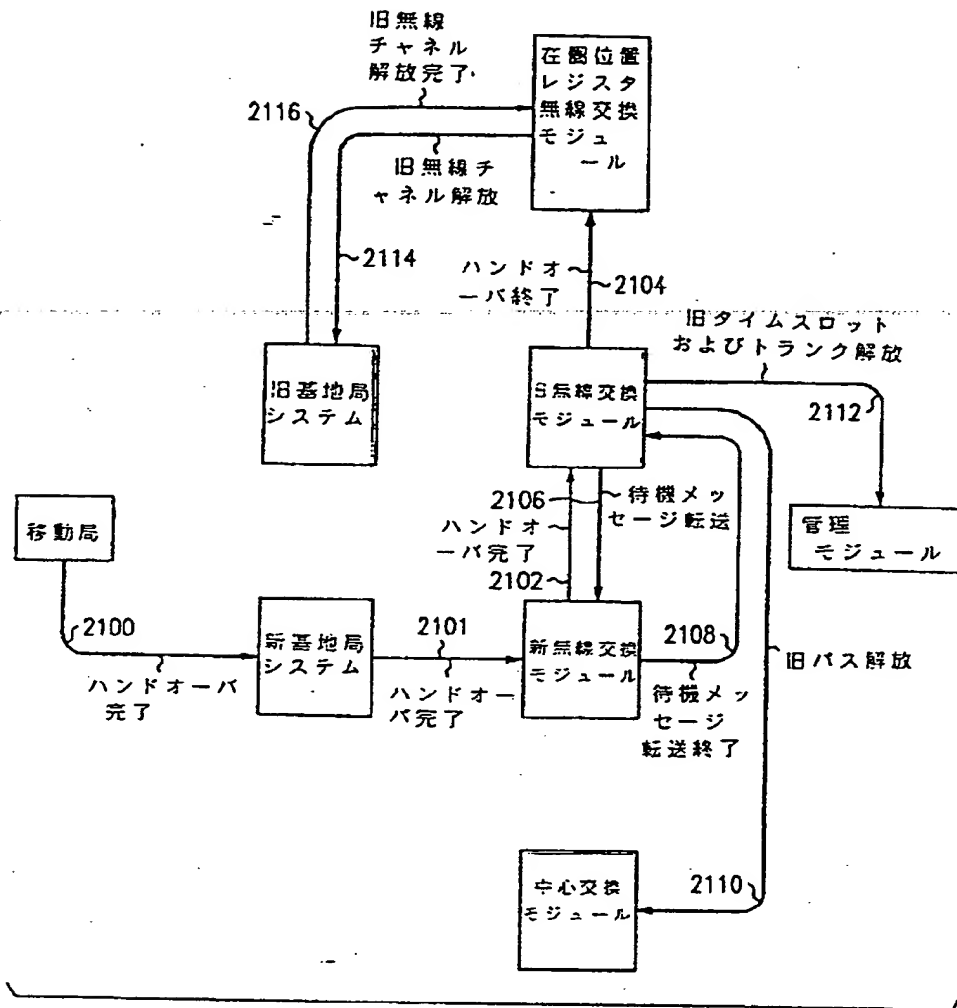 旧無線
チャネル
解放完了
2116
在圏位置
レジスタ
無線交換
モジュ
ール
旧無線チ
ャネル解放
2114
ハンドオ
ーバ終了
2104
旧タイムスロット
およびトランク解放
2112
旧基地局
システム
S無線交換
モジュール
管理
モジュール
2106
待機メッ
セージ転送
ハンドオ
ーバ完了
2102
移動局
2100
ハンドオーバ
完了
新基地局
システム
2101
ハンドオー
バ完了
新無線交換
モジュール
2108
待機メッ
セージ
転送終了
旧パス解放
中心交換
モジュール
2110